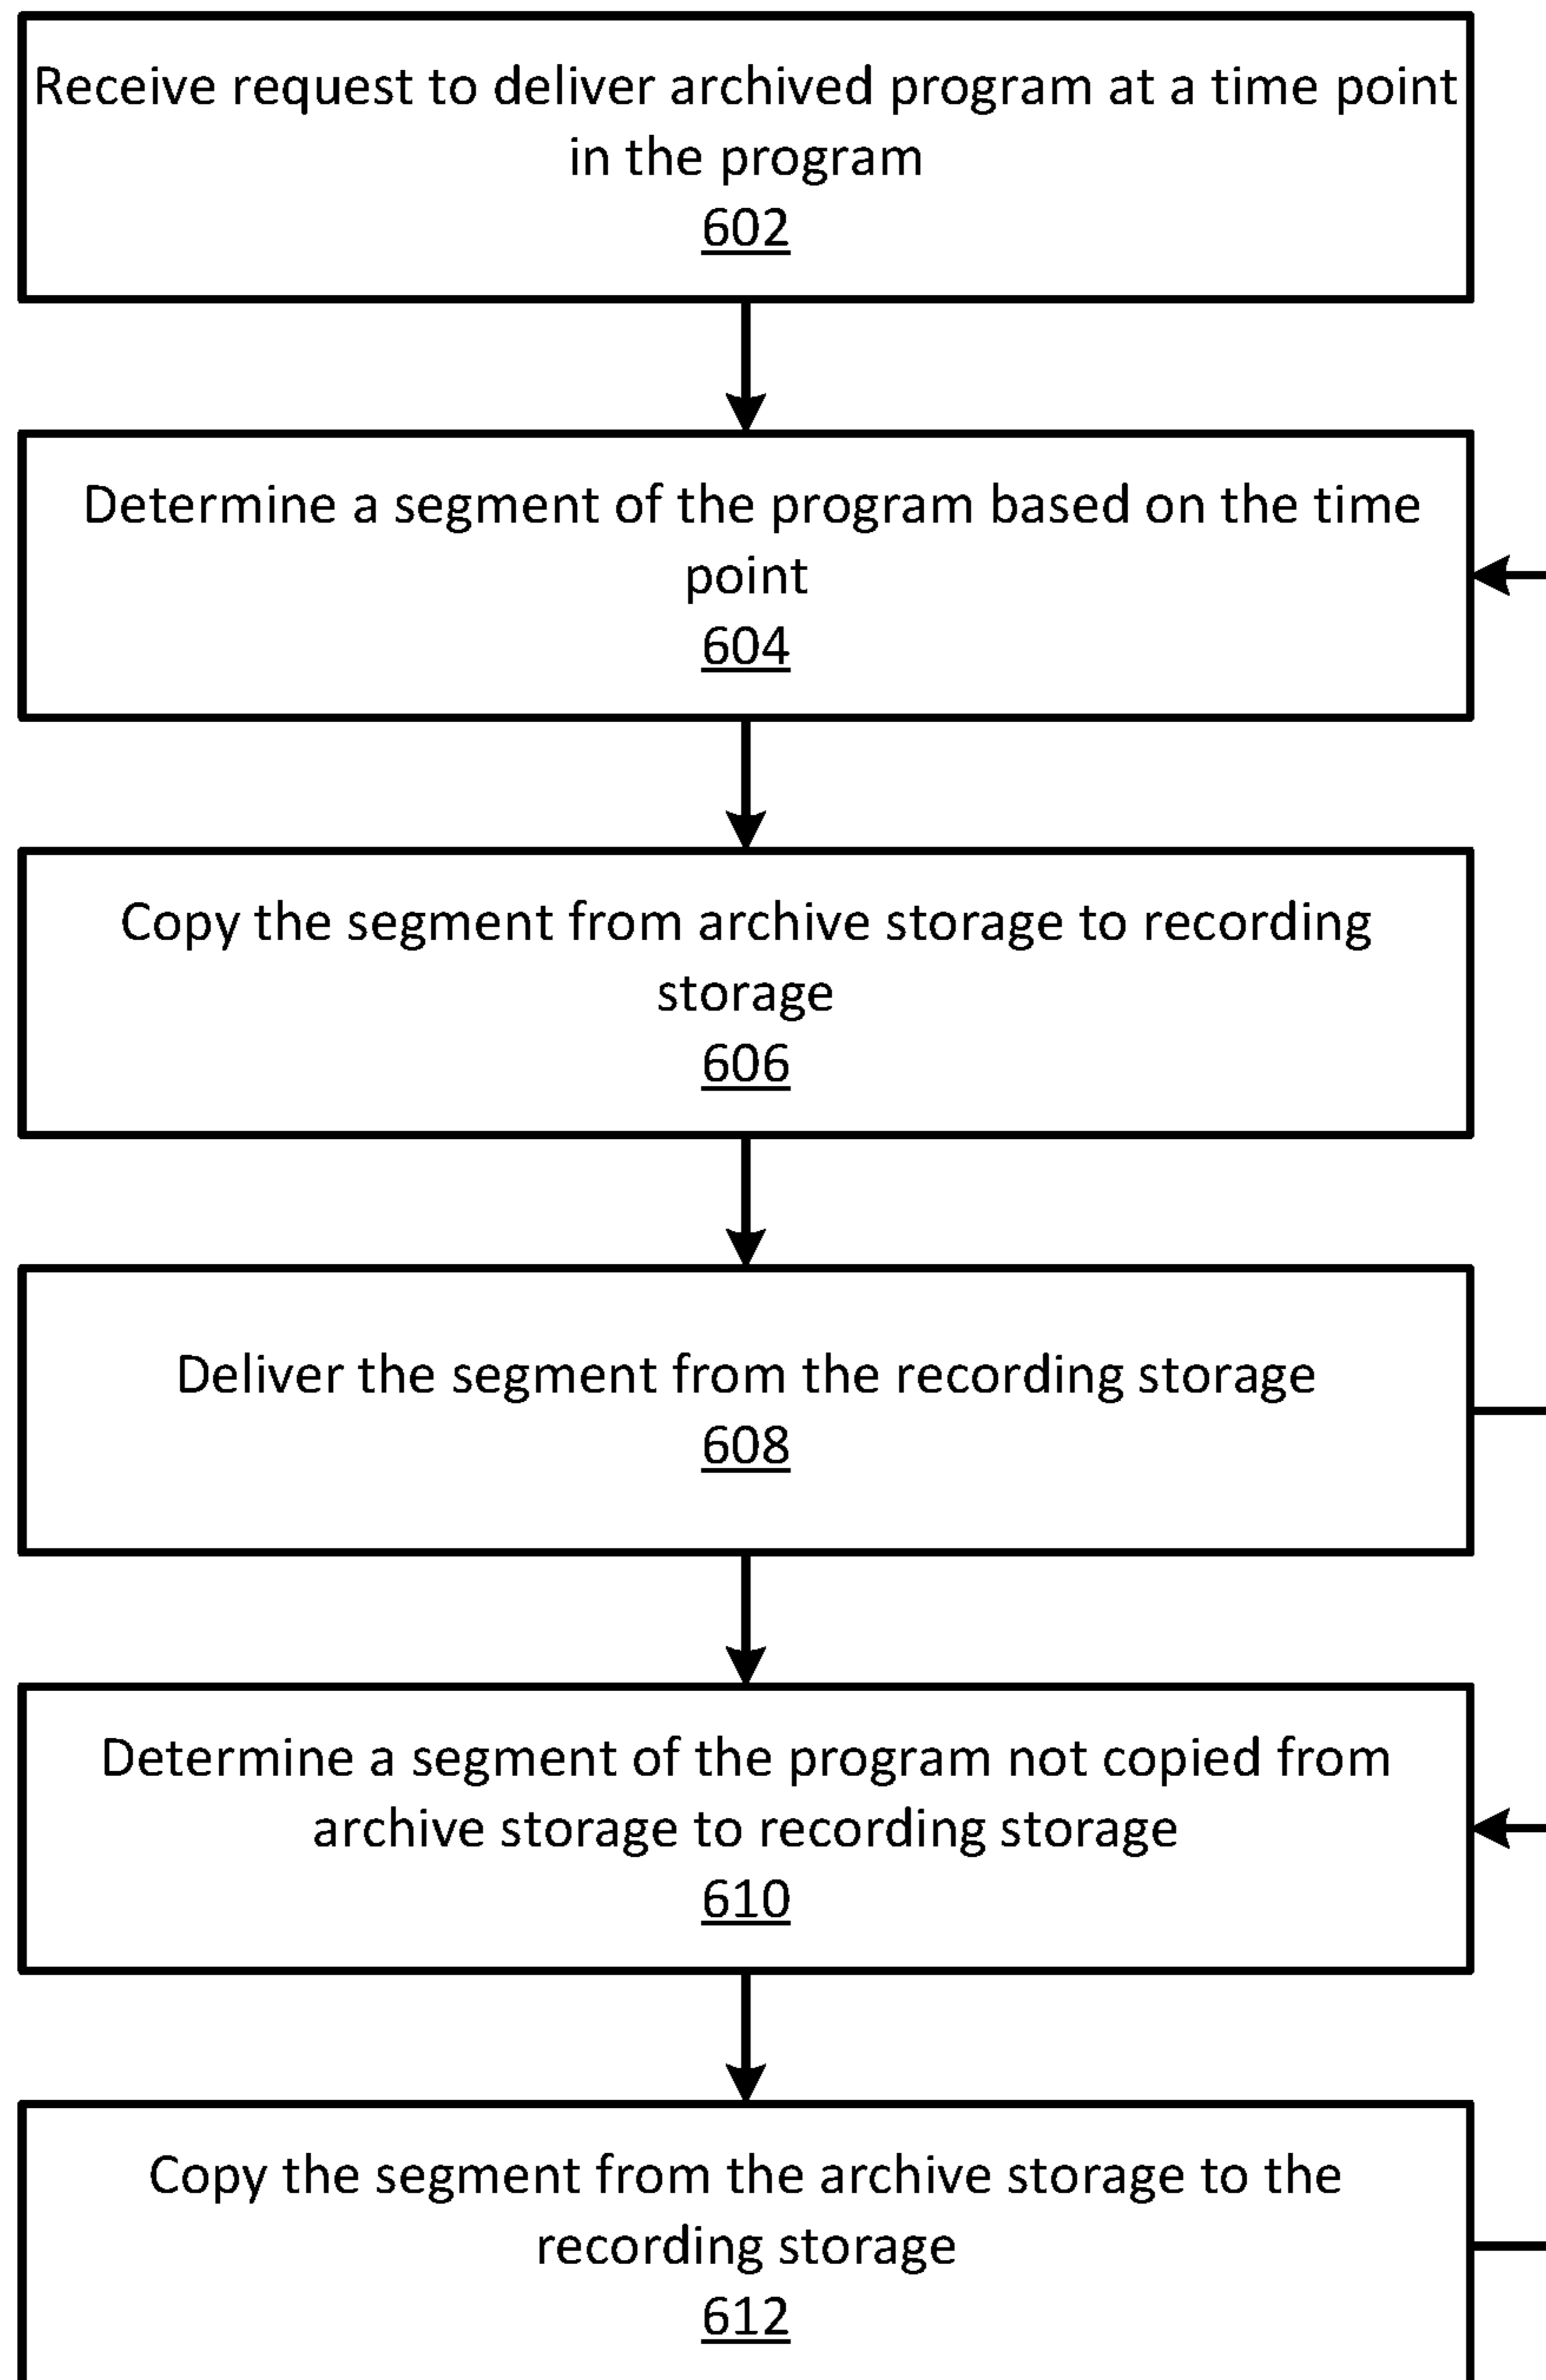 Receive request to deliver archived program at a time point
in the program
602
Determine a segment of the program based on the time
point
604
Copy the segment from archive storage to recording
storage
606
Deliver the segment from the recording storage
608
Determine a segment of the program not copied from
archive storage to recording storage
610
Copy the segment from the archive storage to the
recording storage
612